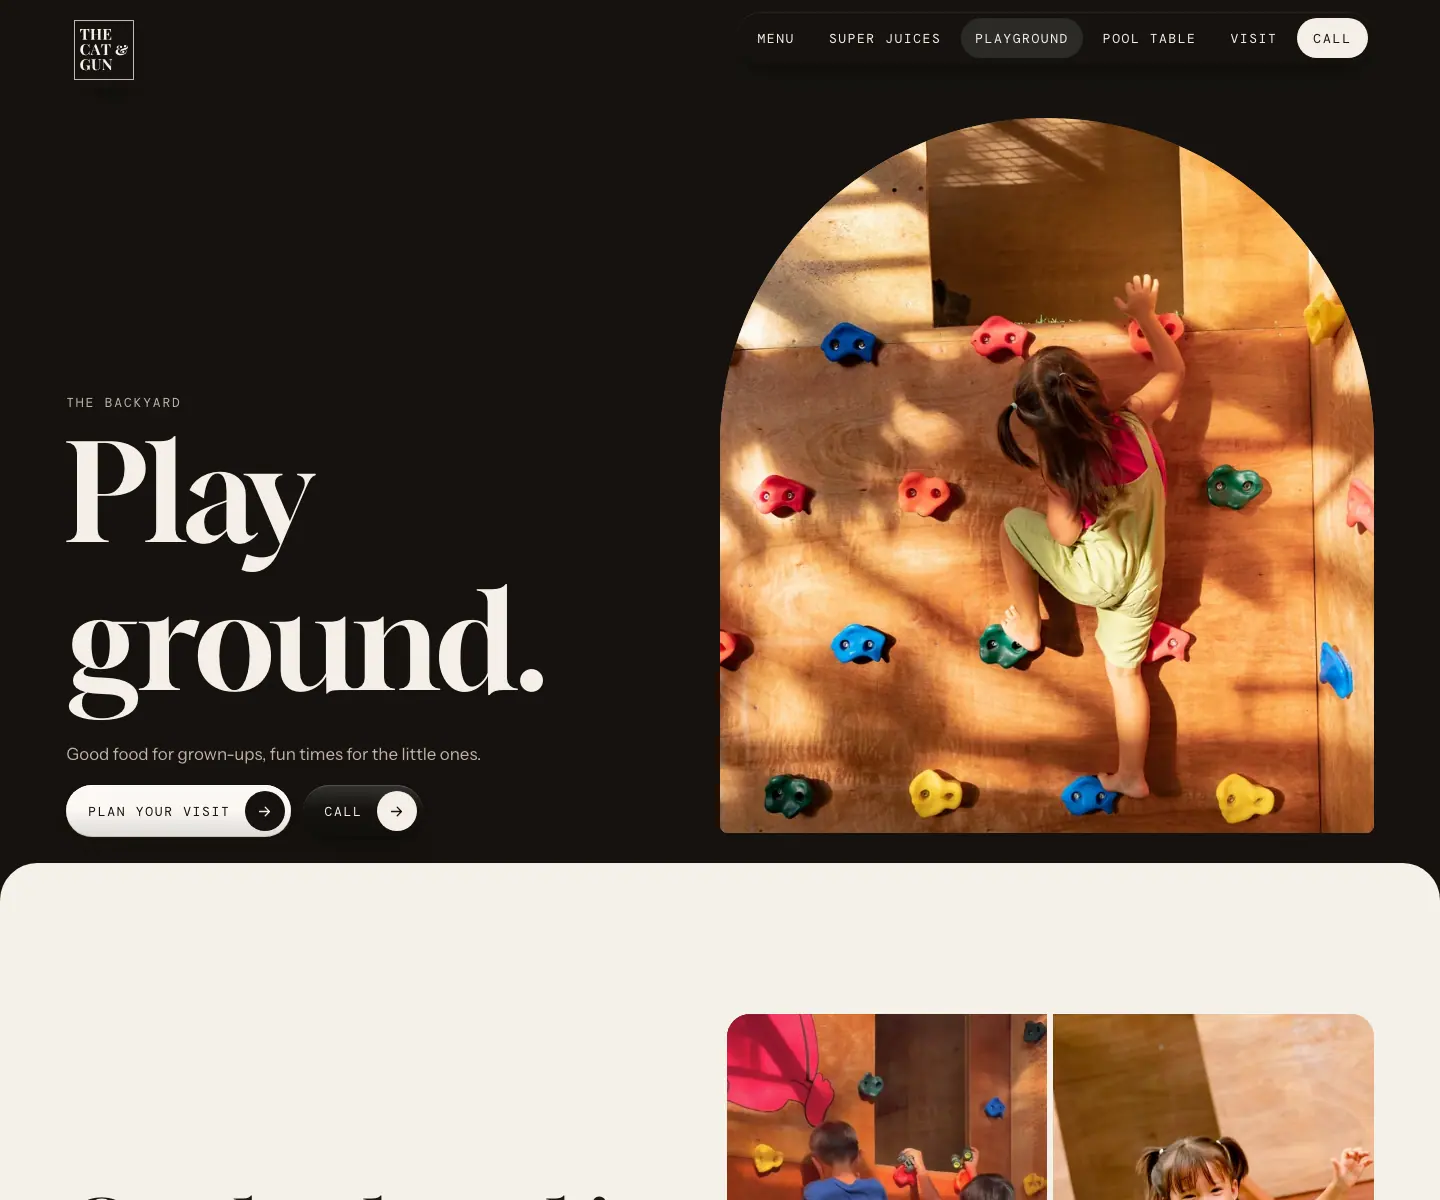 THE
CAT &
GUN
MENU
SUPER JUICES
PLAYGROUND
POOL TABLE
VISIT
CALL
THE BACKYARD
Play
ground.
Good food for grown-ups, fun times for the little ones.
PLAN YOUR VISIT
CALL